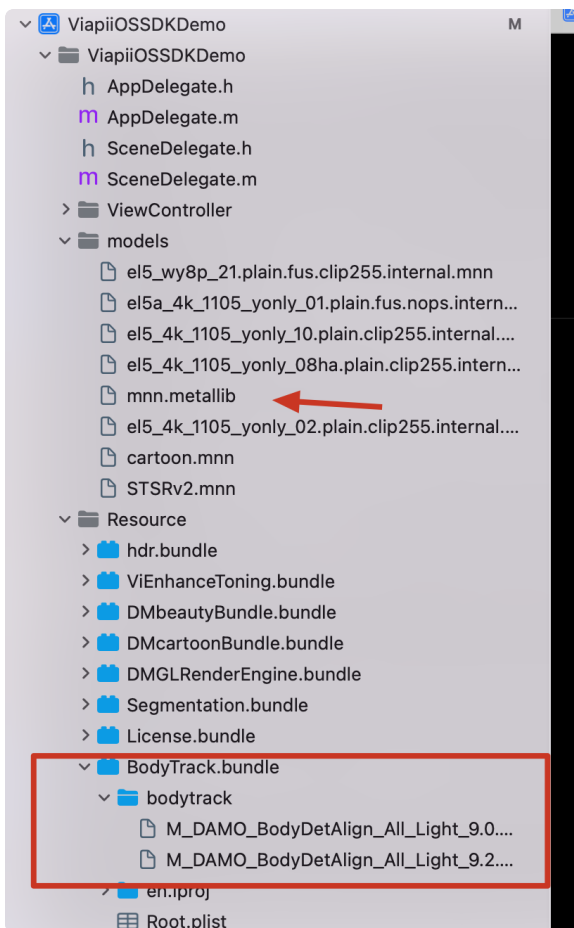 ViapiiOSSDKDemo M
ViapiiOSSDKDemo
h AppDelegate.h
m AppDelegate.m
h SceneDelegate.h
m SceneDelegate.m
ViewController
models
el5_wy8p_21.plain.fus.clip255.internal.mnn
el5a_4k_1105_yonly_01.plain.fus.nops.intern...
el5_4k_1105_yonly_10.plain.clip255.internal....
el5_4k_1105_yonly_08ha.plain.clip255.intern...
mnn.metallib
el5_4k_1105_yonly_02.plain.clip255.internal....
cartoon.mnn
STSRv2.mnn
Resource
hdr.bundle
ViEnhanceToning.bundle
DMbeautyBundle.bundle
DMcartoonBundle.bundle
DMGLRenderEngine.bundle
Segmentation.bundle
License.bundle
BodyTrack.bundle
bodytrack
M_DAMO_BodyDetAlign_All_Light_9.0....
M_DAMO_BodyDetAlign_All_Light_9.2....
en.lproj
Root.plist